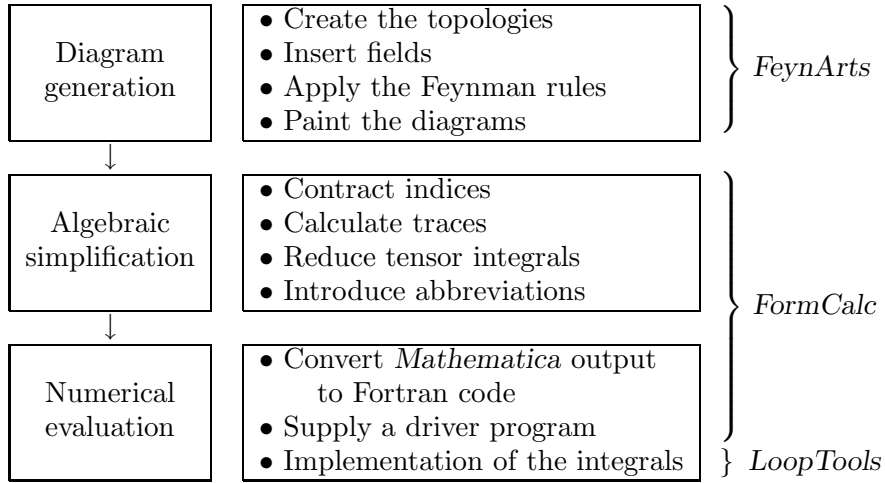 Diagram
generation
• Create the topologies
• Insert fields
• Apply the Feynman rules
• Paint the diagrams
FeynArts
Algebraic
simplification
• Contract indices
• Calculate traces
• Reduce tensor integrals
• Introduce abbreviations
FormCalc
Numerical
evaluation
• Convert Mathematica output
to Fortran code
• Supply a driver program
• Implementation of the integrals
LoopTools